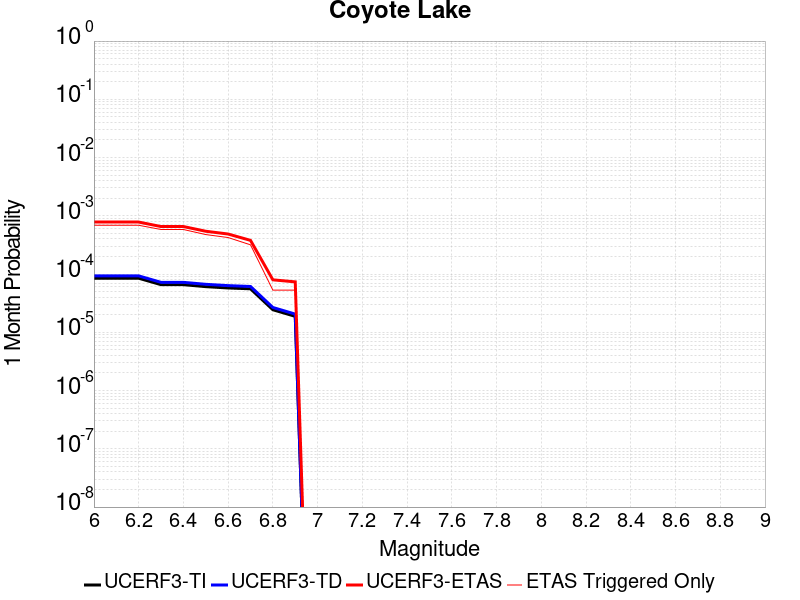 Coyote Lake
10^0
10^-1
10^-2
10^-3
10^-4
10^-5
10^-6
10^-7
10^-8
1 Month Probability
6 6.2 6.4 6.6 6.8 7 7.2 7.4 7.6 7.8 8 8.2 8.4 8.6 8.8 9
Magnitude
UCERF3-TI UCERF3-TD UCERF3-ETAS ETAS Triggered Only